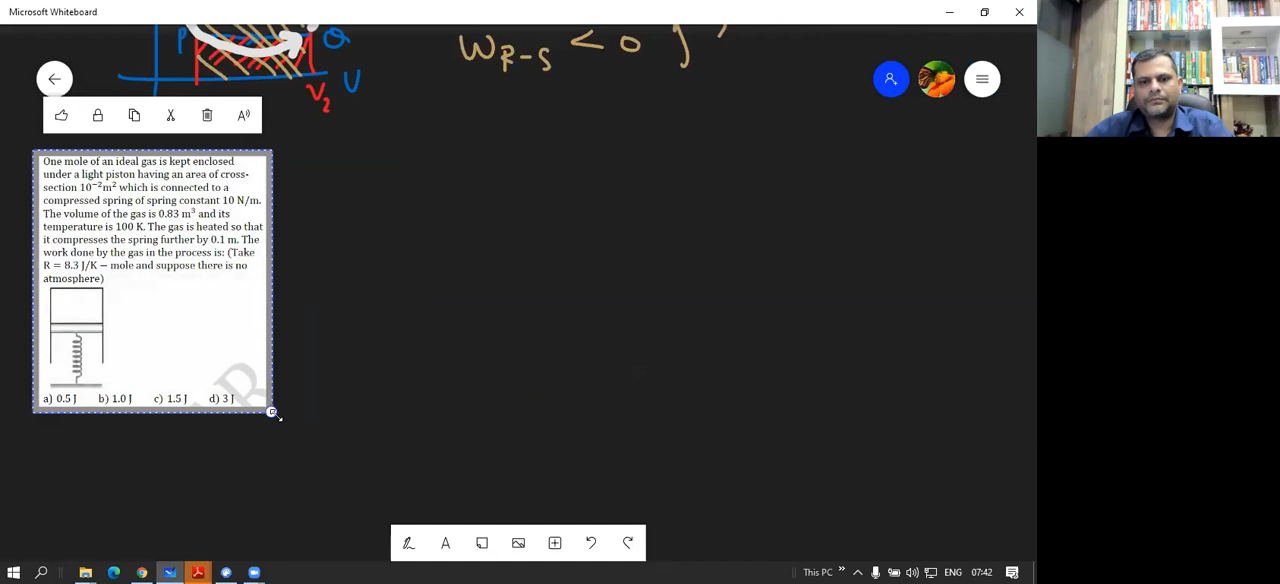 Microsoft Whiteboard
P
Q
V
V2
W R-S < 0
One mole of an ideal gas is kept enclosed
under a light piston having an area of cross-
section 10⁻²m² which is connected to a
compressed spring of spring constant 10 N/m.
The volume of the gas is 0.83 m³ and its
temperature is 100 K. The gas is heated so that
it compresses the spring further by 0.1 m. The
work done by the gas in the process is: (Take
R = 8.3 J/K – mole and suppose there is no
atmosphere)
a) 0.5 J b) 1.0 J c) 1.5 J d) 3 J
This PC
ENG
07:42